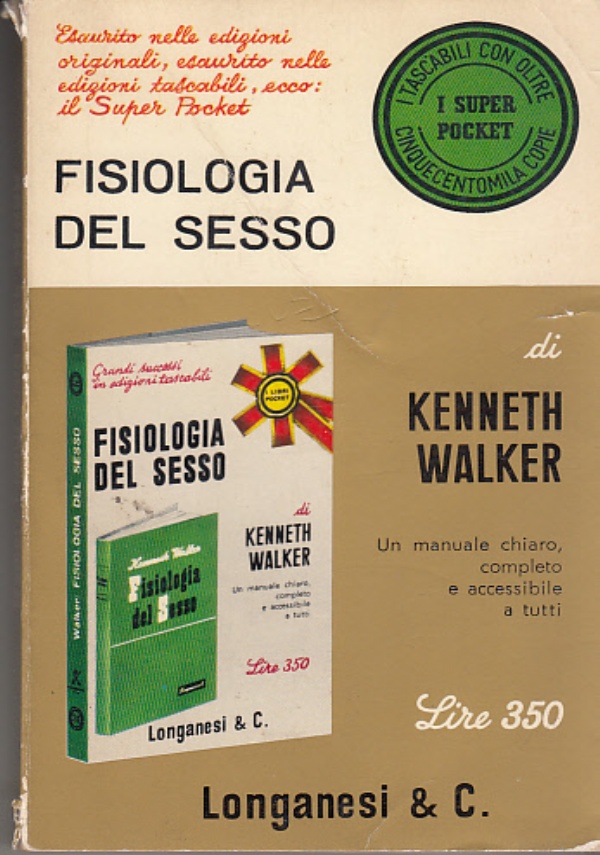 Esaurito nelle edizioni
originali, esaurito nelle
edizioni tascabili, ecco:
il Super Pocket
I TASCABILI CON OLTRE
CINQUECENTOMILA COPIE
I SUPER
POCKET
FISIOLOGIA
DEL SESSO
di
KENNETH
WALKER
Un manuale chiaro,
completo
e accessibile
a tutti
Lire 350
Grandi successi
in edizioni tascabili
I LIBRI
POCKET
FISIOLOGIA
DEL SESSO
di
KENNETH
WALKER
Un manuale chiaro,
completo
e accessibile
a tutti
Lire 350
Longanesi & C.
Walker: FISIOLOGIA DEL SESSO
Kenneth Walker
Fisiologia
del Sesso
Longanesi & C.